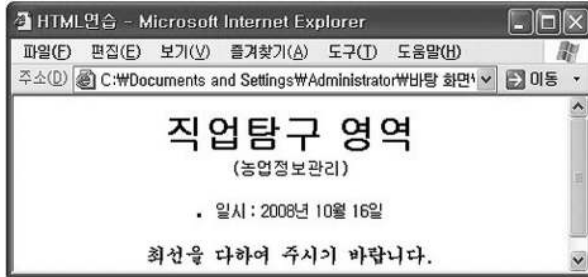 HTML연습 - Microsoft Internet Explorer
파일(F) 편집(E) 보기(V) 즐겨찾기(A) 도구(T) 도움말(H)
주소(D) C:₩Documents and Settings₩Administrator₩바탕 화면₩ 이동
직업탐구 영역
(농업정보관리)
• 일시 : 2008년 10월 16일
최선을 다하여 주시기 바랍니다.